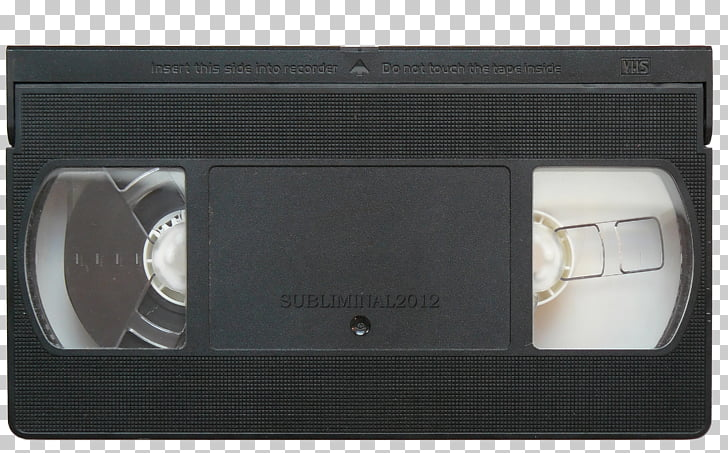 Insert this side into recorder Do not touch the tape inside VHS
SUBLIMINAL2012